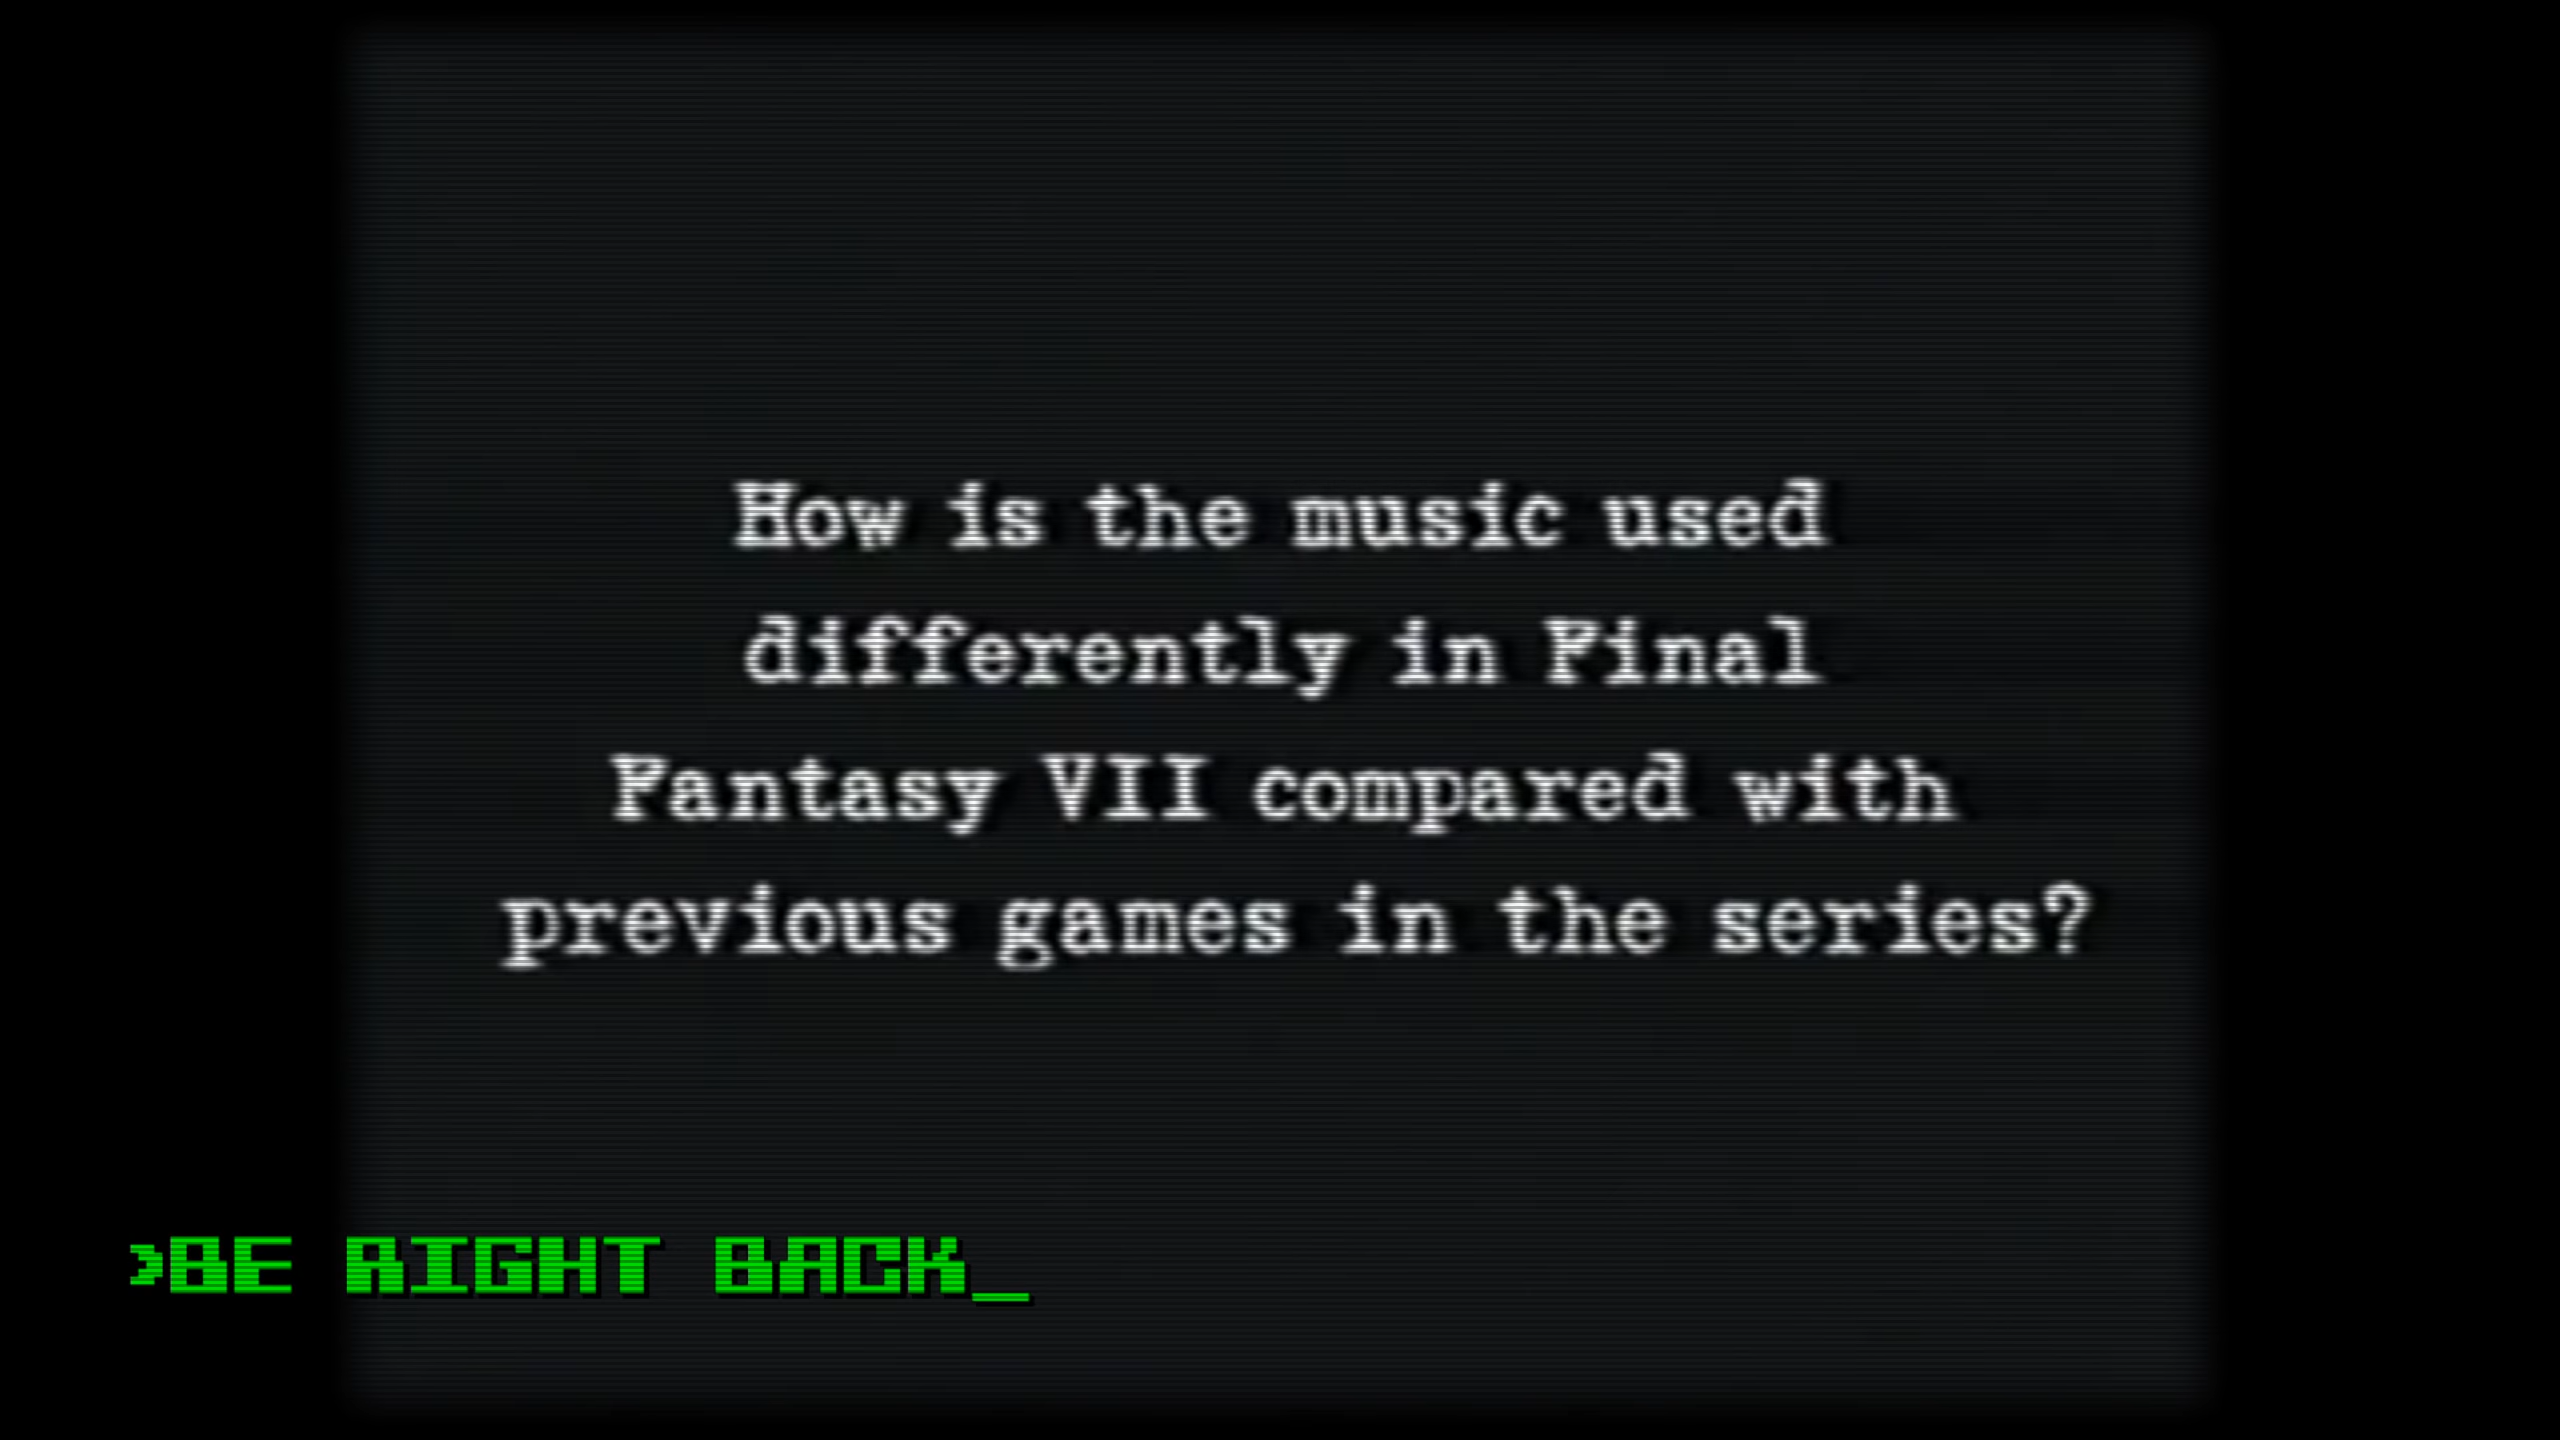 How is the music used
differently in Final
Fantasy VII compared with
previous games in the series?
>BE RIGHT BACK_